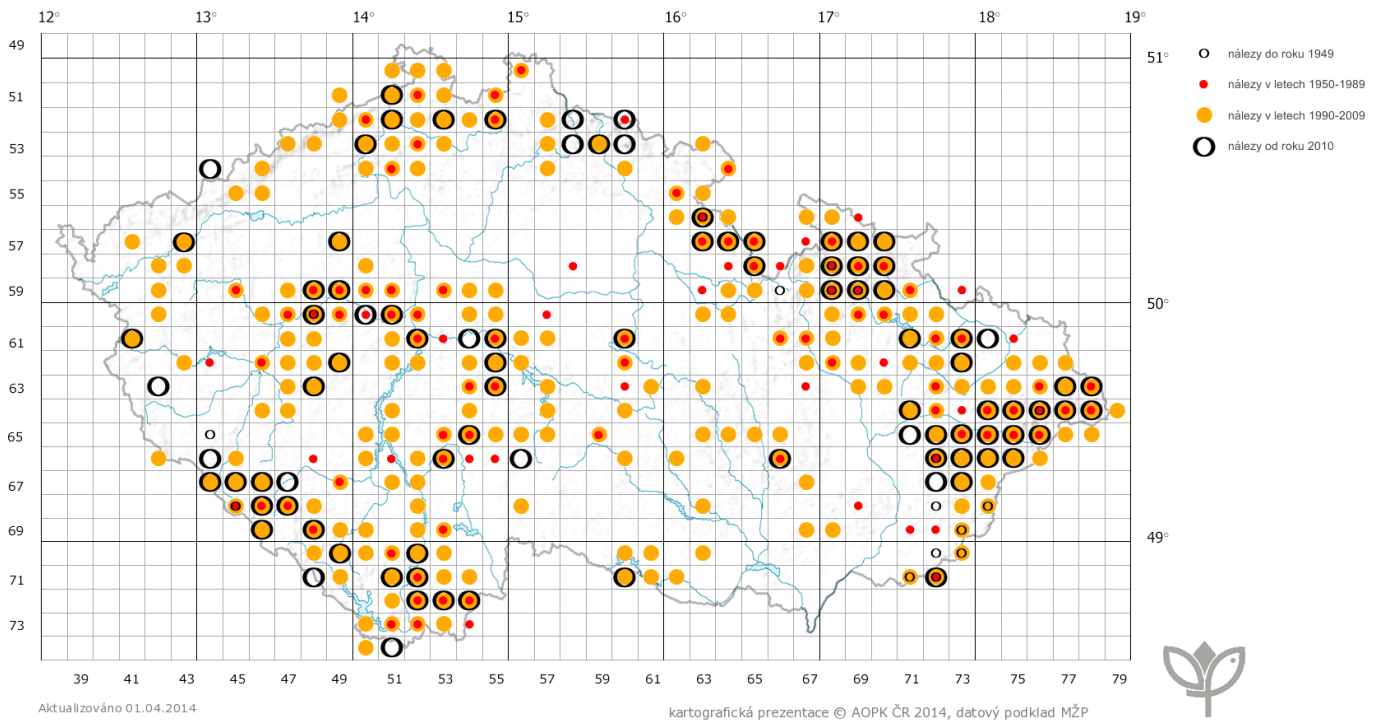 12° 13° 14° 15° 16° 17° 18° 19°
49
51°
51
53
55
57
59
50°
61
63
65
67
69
49°
71
73
39 41 43 45 47 49 51 53 55 57 59 61 63 65 67 69 71 73 75 77 79
nálezy do roku 1949
nálezy v letech 1950-1989
nálezy v letech 1990-2009
nálezy od roku 2010
Aktualizováno 01.04.2014
kartografická prezentace © AOPK ČR 2014, datový podklad MŽP